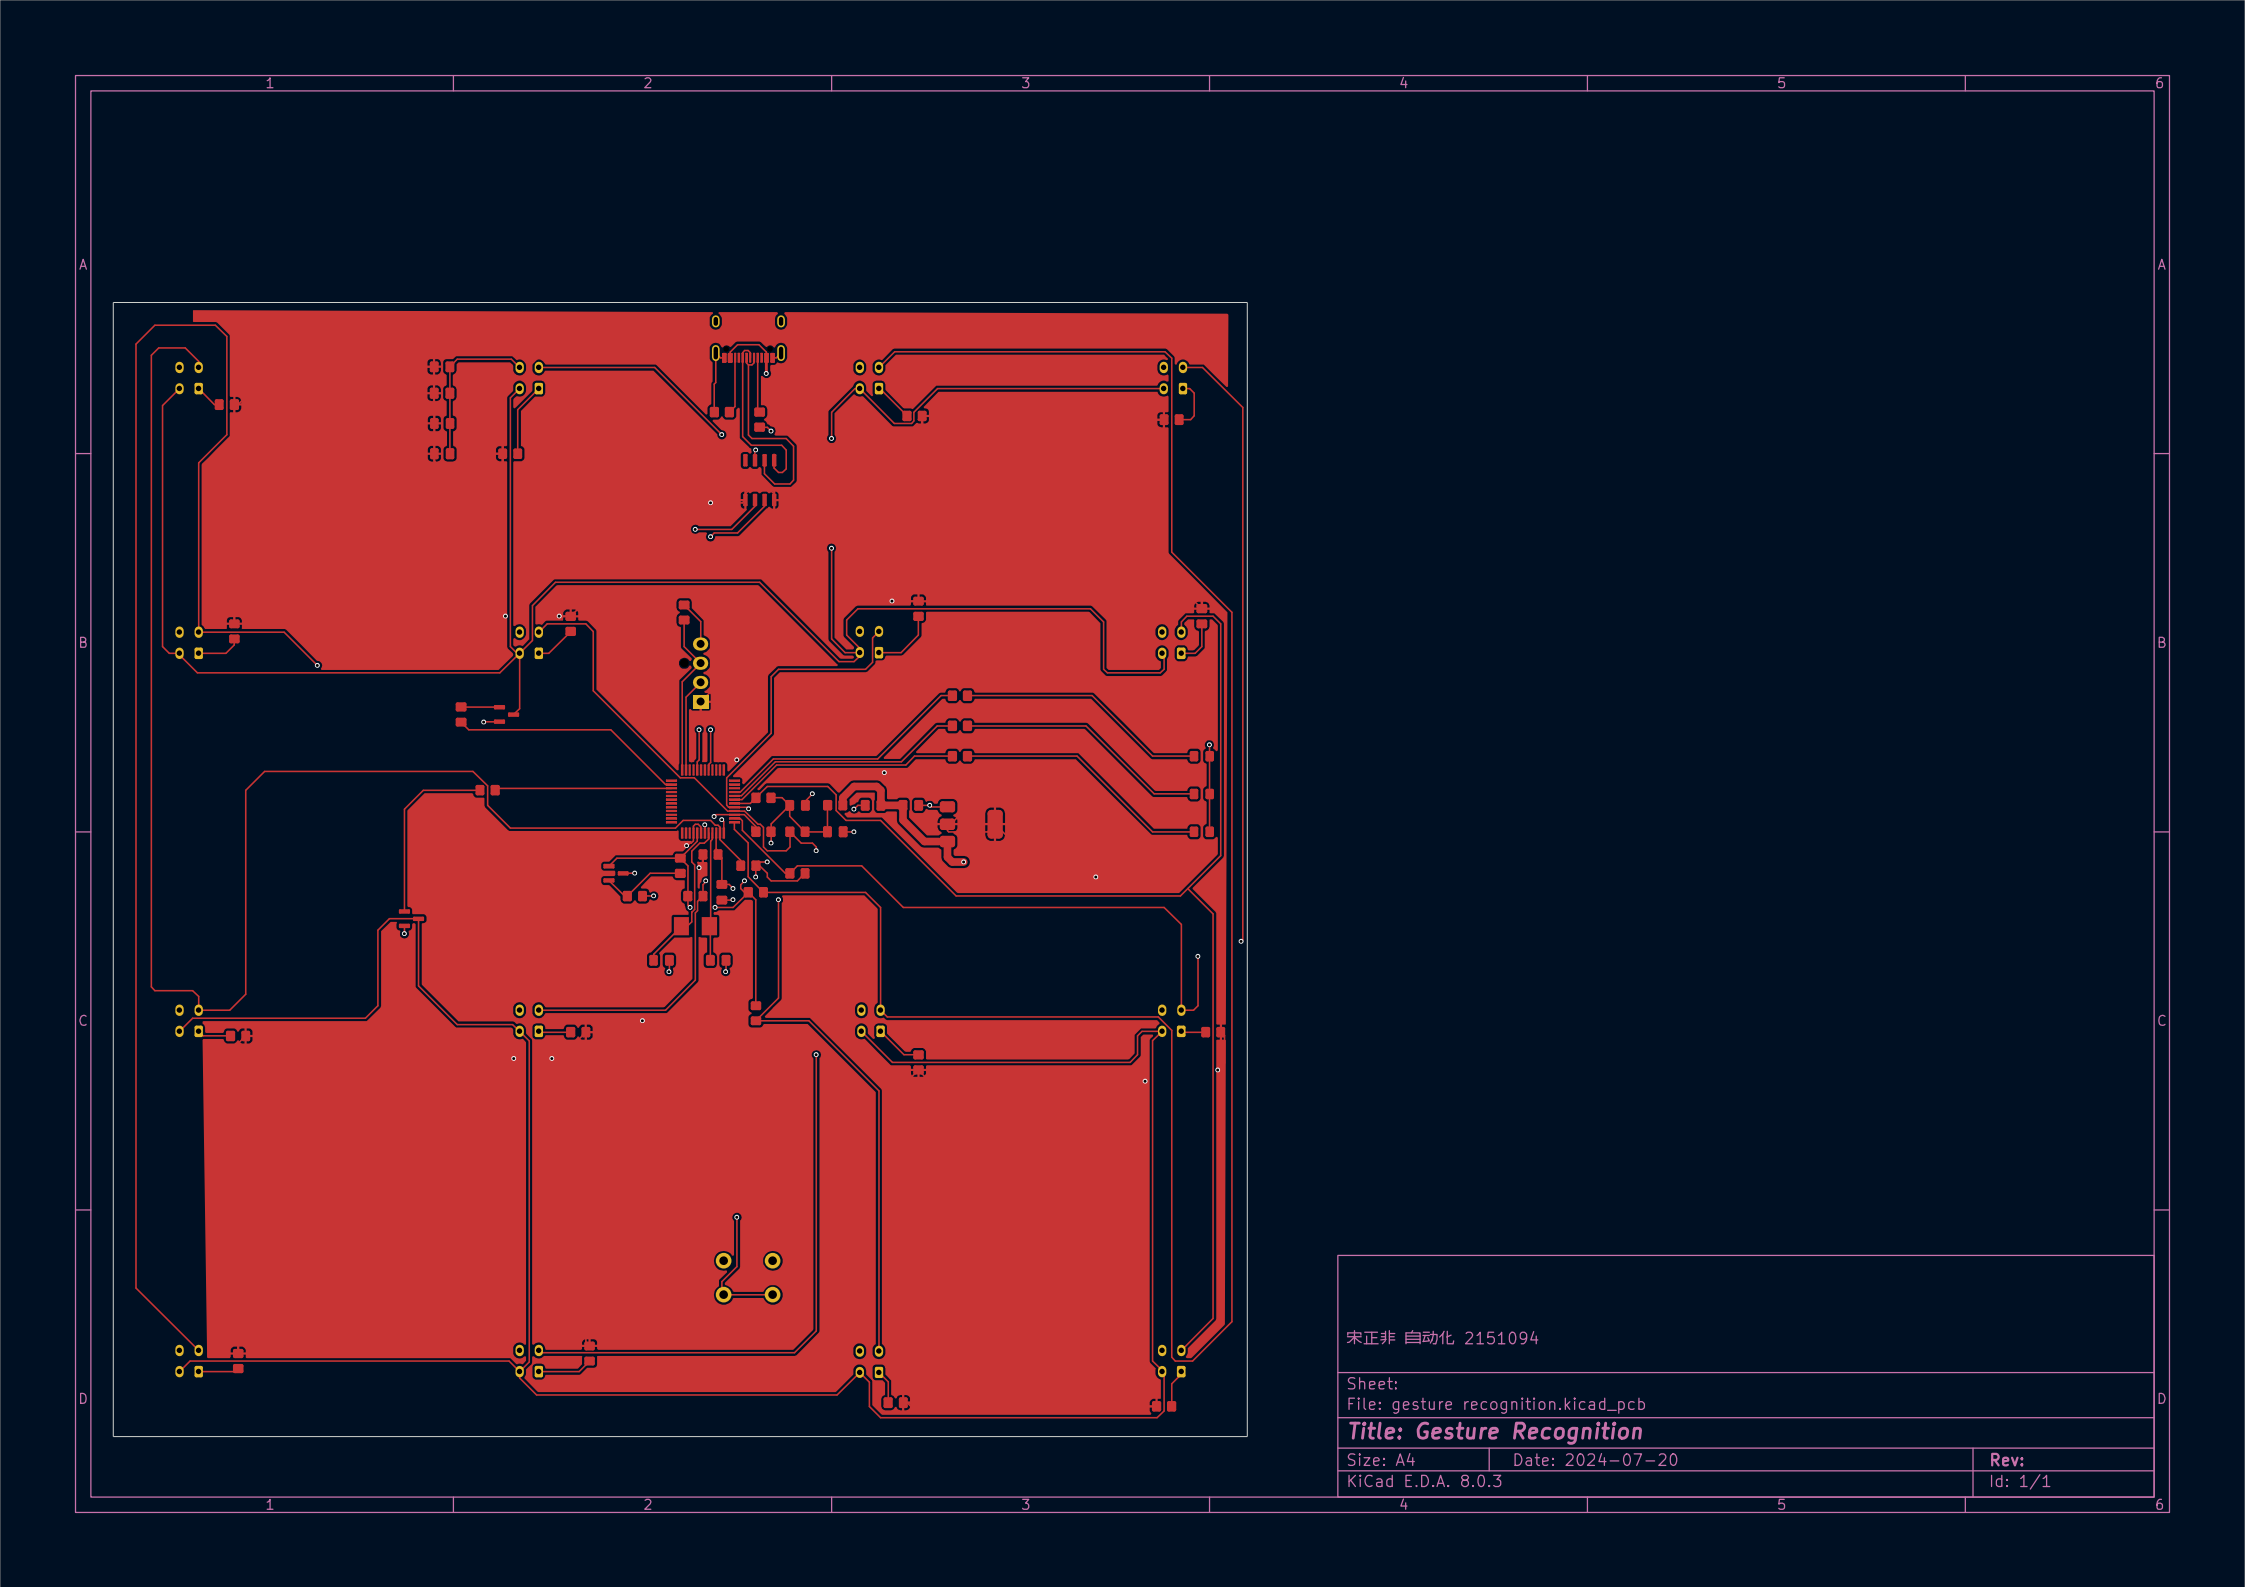 1 2 3 4 5 6
A A
B B
C C
D D
宋正非 自动化 2151094
Sheet:
File: gesture recognition.kicad_pcb
Title: Gesture Recognition
Size: A4 Date: 2024-07-20 Rev:
KiCad E.D.A. 8.0.3 Id: 1/1
1 2 3 4 5 6